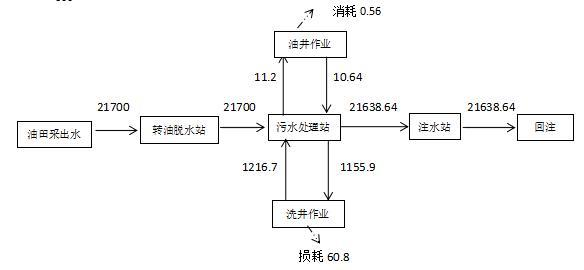 消耗 0.56
油井作业
11.2
10.64
21700
21700
21638.64
21638.64
油田采出水
转油脱水站
污水处理站
注水站
回注
1216.7
1155.9
洗井作业
损耗 60.8